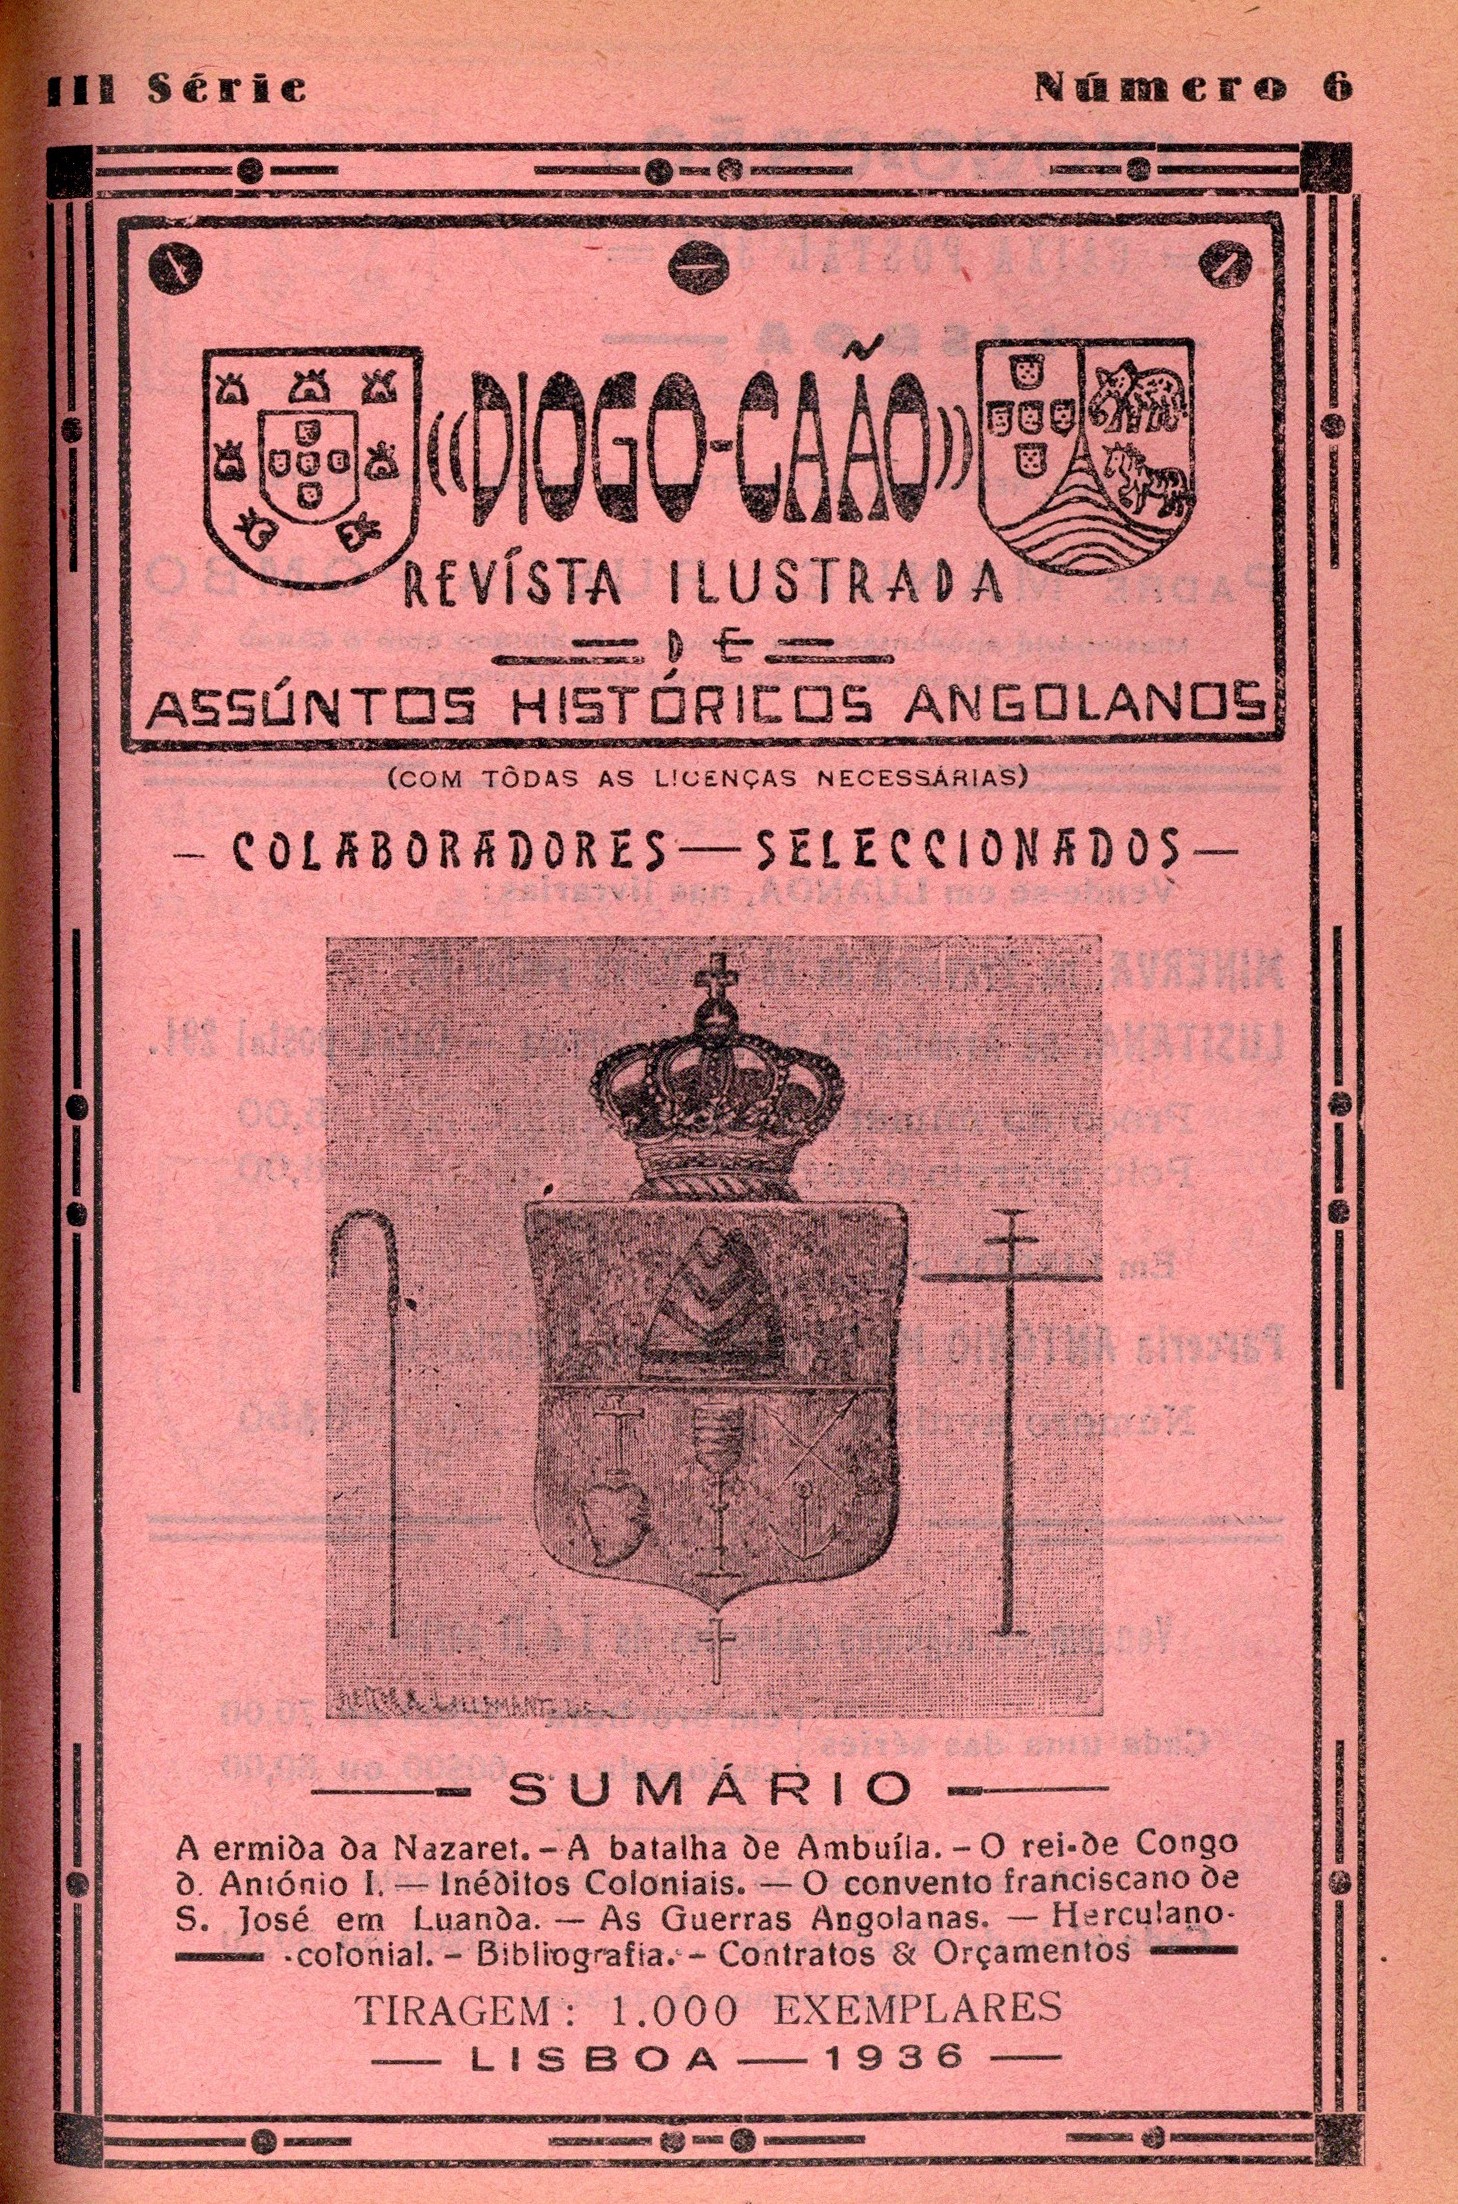 III Série
Número 6
«DIOGO-CAÃO»
REVÍSTA ILUSTRADA
DE
ASSÚNTOS HISTÓRICOS ANGOLANOS
(COM TÔDAS AS LICENÇAS NECESSÁRIAS)
— COLABORADORES — SELECCIONADOS —
SUMÁRIO
A ermida da Nazaret. – A batalha de Ambuíla. – O rei-de Congo
d. António I. — Inéditos Coloniais. — O convento franciscano de
S. José em Luanda. — As Guerras Angolanas. — Herculano-
-colonial. – Bibliografia. – Contratos & Orçamentos
TIRAGEM: 1.000 EXEMPLARES
— LISBOA — 1936 —